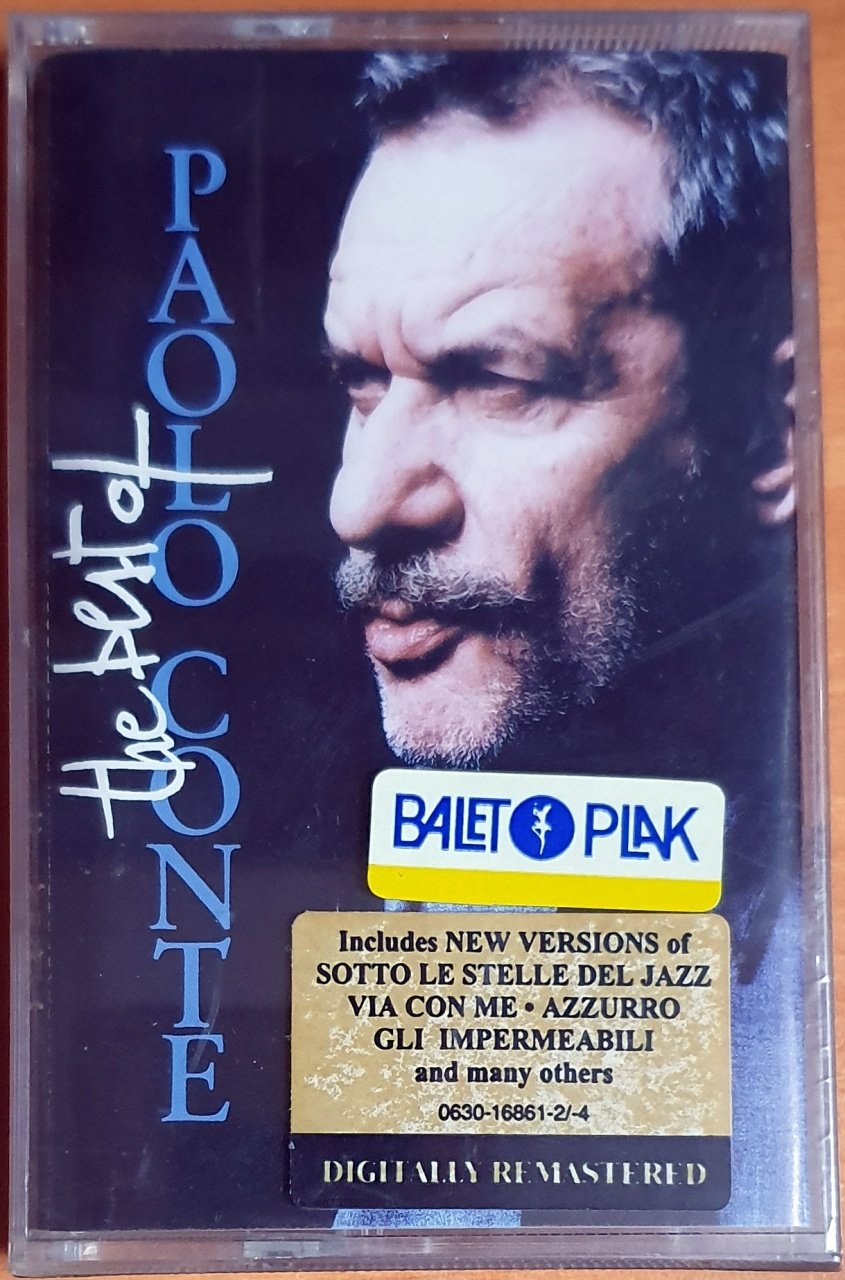 the best of
PAOLO CONTE
BALET PLAK
Includes NEW VERSIONS of
SOTTO LE STELLE DEL JAZZ
VIA CON ME • AZZURRO
GLI IMPERMEABILI
and many others
0630-16861-2/-4
DIGITALLY REMASTERED